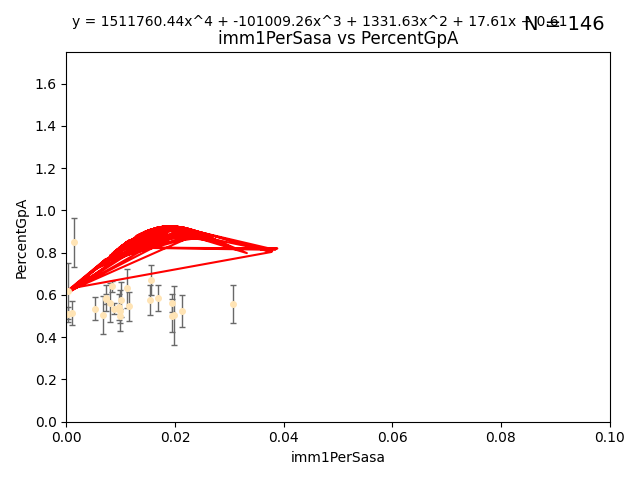 y = 1511760.44x^4 + -101009.26x^3 + 1331.63x^2 + 17.61x + 0.61
N = 146
imm1PerSasa vs PercentGpA
PercentGpA
1.6
1.4
1.2
1.0
0.8
0.6
0.4
0.2
0.0
0.00 0.02 0.04 0.06 0.08 0.10
imm1PerSasa